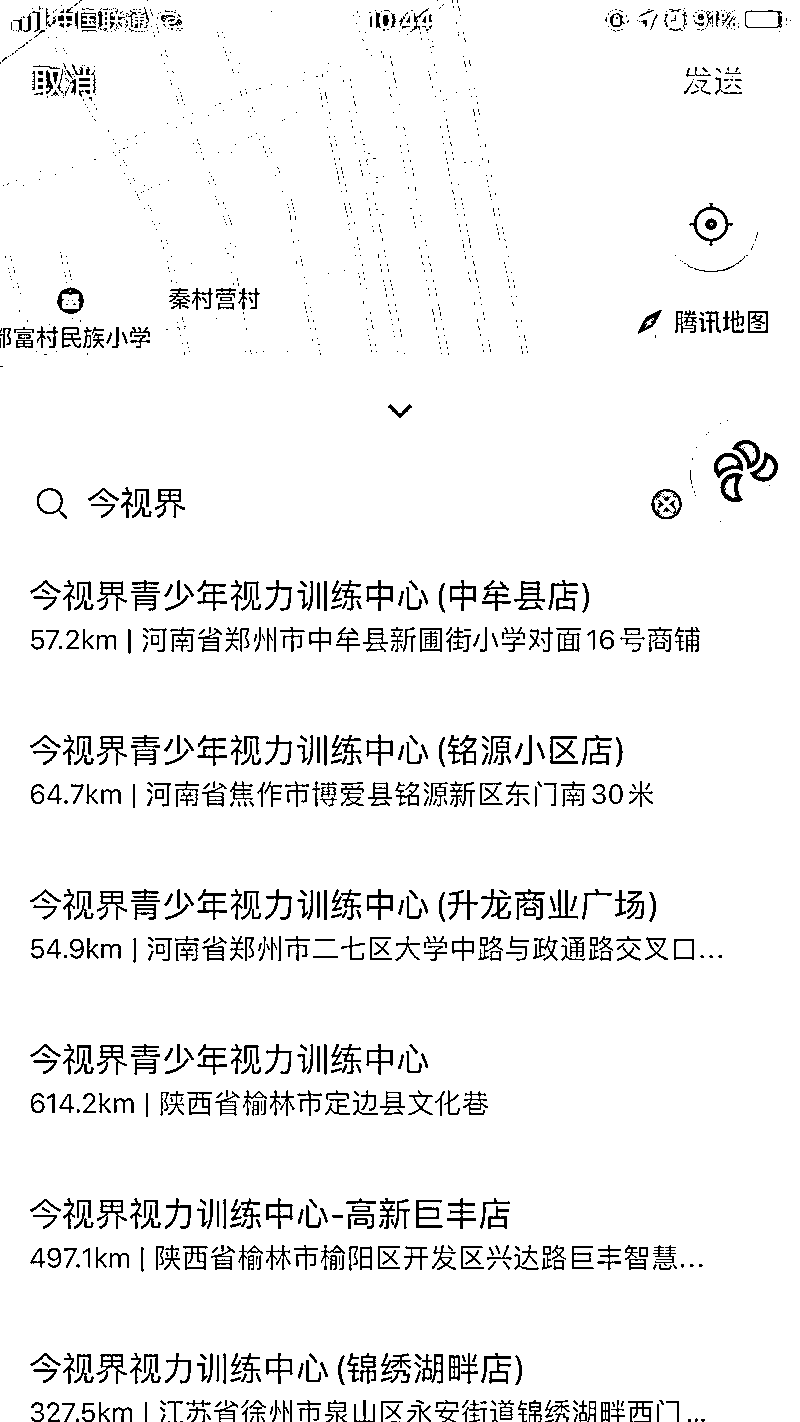 中国联通 10:44 91%
取消 发送
秦村营村
郝富村民族小学
腾讯地图
今视界
今视界青少年视力训练中心 (中牟县店)
57.2km | 河南省郑州市中牟县新圃街小学对面16号商铺
今视界青少年视力训练中心 (铭源小区店)
64.7km | 河南省焦作市博爱县铭源新区东门南30米
今视界青少年视力训练中心 (升龙商业广场)
54.9km | 河南省郑州市二七区大学中路与政通路交叉口...
今视界青少年视力训练中心
614.2km | 陕西省榆林市定边县文化巷
今视界视力训练中心-高新巨丰店
497.1km | 陕西省榆林市榆阳区开发区兴达路巨丰智慧...
今视界视力训练中心 (锦绣湖畔店)
327.5km | 江苏省徐州市泉山区永安街道锦绣湖畔西门...